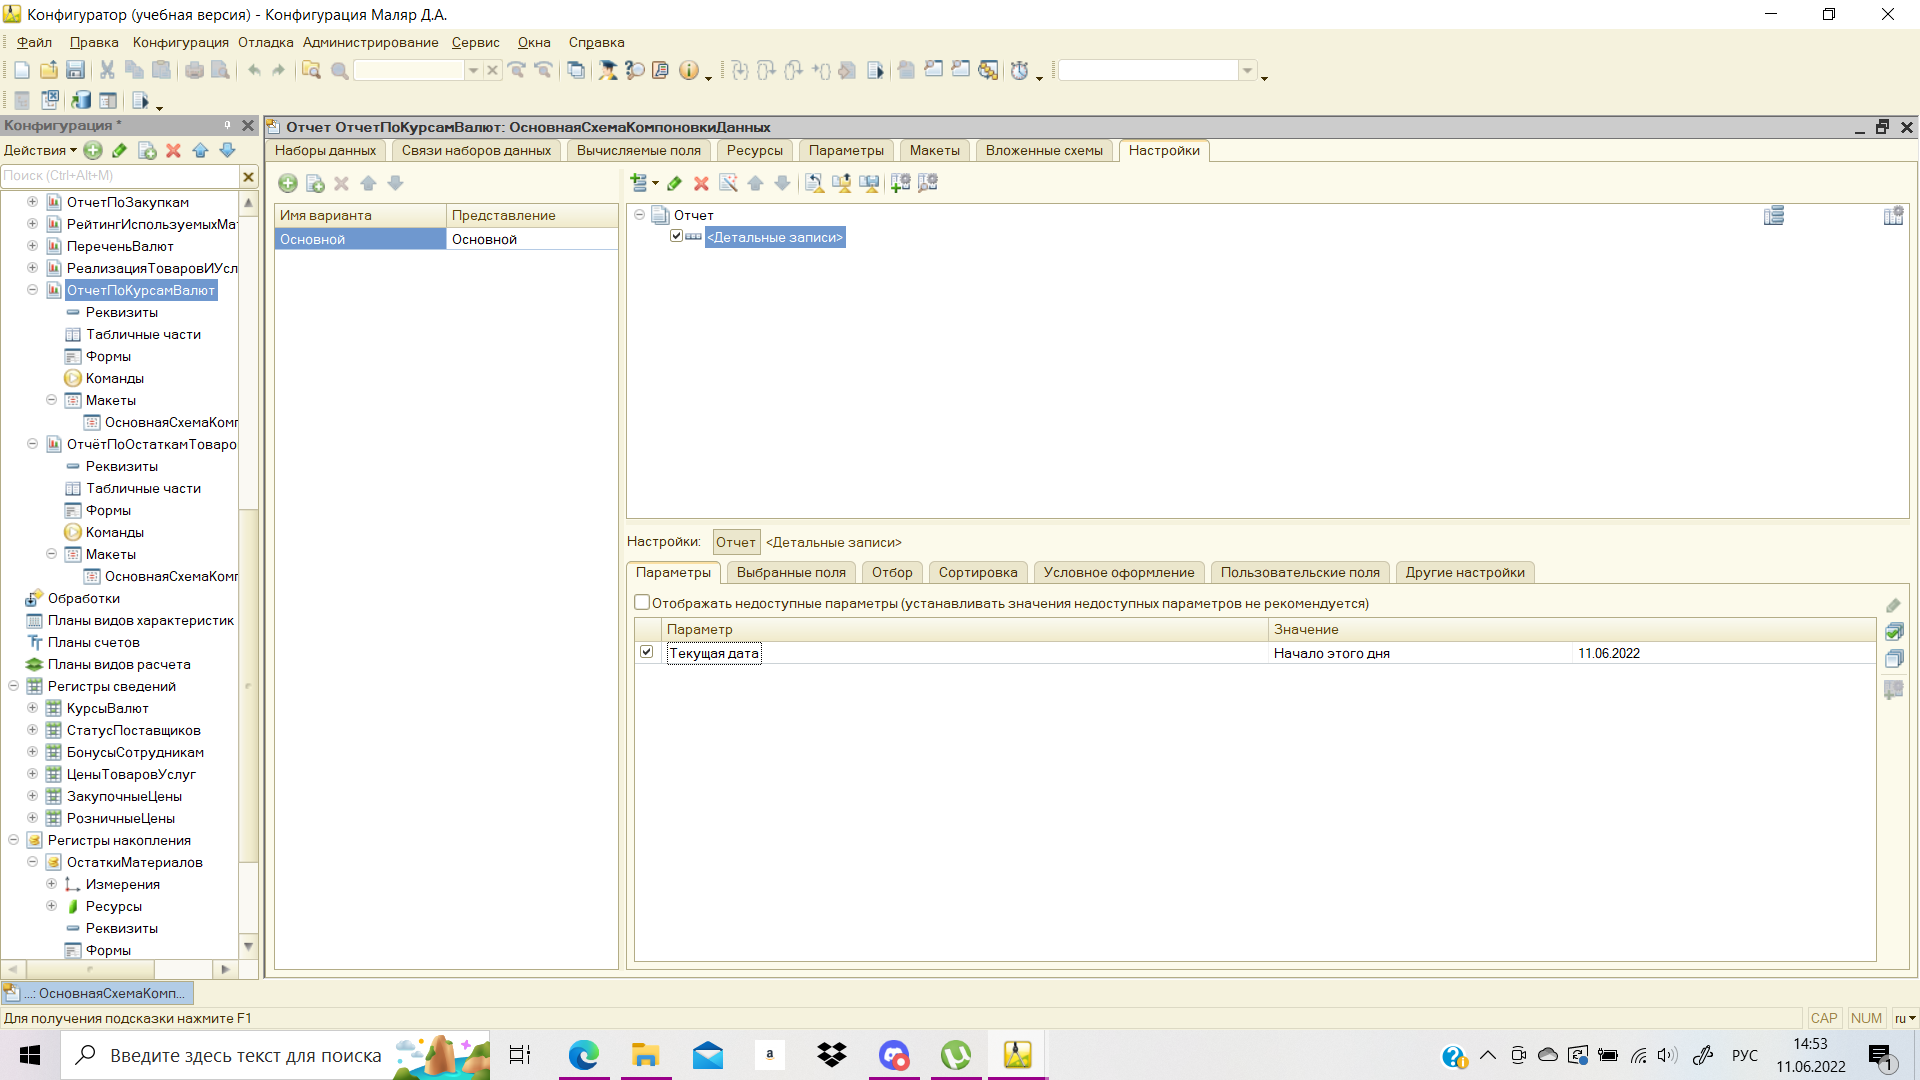 Конфигуратор (учебная версия) - Конфигурация Маляр Д.А.
Файл Правка Конфигурация Отладка Администрирование Сервис Окна Справка
Конфигурация *
Действия
Поиск (Ctrl+Alt+M)
ОтчетПоЗакупкам
РейтингИспользуемыхМат
ПереченьВалют
РеализацияТоваровИУсл
ОтчетПоКурсамВалют
Реквизиты
Табличные части
Формы
Команды
Макеты
ОсновнаяСхемаКомп
ОтчётПоОстаткамТоваро
Реквизиты
Табличные части
Формы
Команды
Макеты
ОсновнаяСхемаКомп
Обработки
Планы видов характеристик
Планы счетов
Планы видов расчета
Регистры сведений
КурсыВалют
СтатусПоставщиков
БонусыСотрудникам
ЦеныТоваровУслуг
ЗакупочныеЦены
РозничныеЦены
Регистры накопления
ОстаткиМатериалов
Измерения
Ресурсы
Реквизиты
Формы
Отчет ОтчетПоКурсамВалют: ОсновнаяСхемаКомпоновкиДанных
Наборы данных Связи наборов данных Вычисляемые поля Ресурсы Параметры Макеты Вложенные схемы Настройки
Имя варианта Представление
Основной Основной
Отчет
<Детальные записи>
Настройки: Отчет <Детальные записи>
Параметры Выбранные поля Отбор Сортировка Условное оформление Пользовательские поля Другие настройки
Отображать недоступные параметры (устанавливать значения недоступных параметров не рекомендуется)
Параметр Значение
Текущая дата Начало этого дня 11.06.2022
...: ОсновнаяСхемаКомп...
Для получения подсказки нажмите F1
CAP NUM ru
Введите здесь текст для поиска
a
РУС
14:53
11.06.2022
1